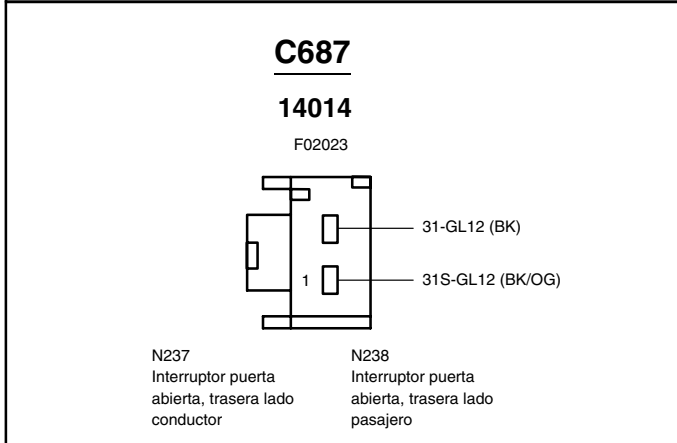 C687
14014
F02023
31-GL12 (BK)
1
31S-GL12 (BK/OG)
N237
Interruptor puerta
abierta, trasera lado
conductor
N238
Interruptor puerta
abierta, trasera lado
pasajero